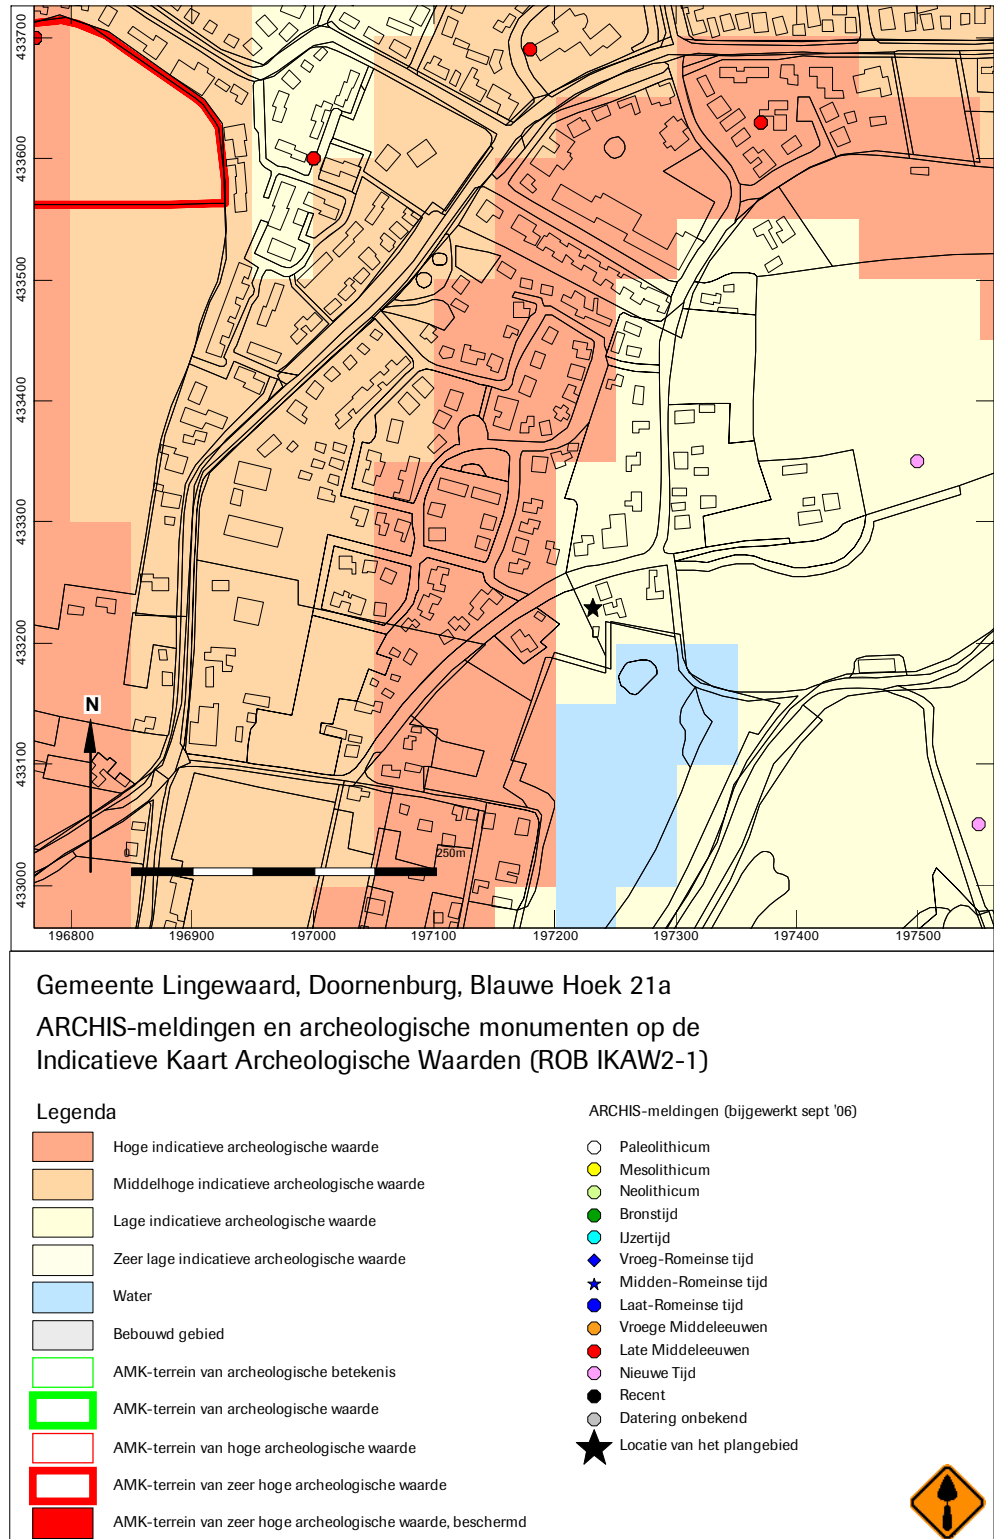 433700
433600
433500
433400
433300
433200
433100
433000
N
0
250m
196800
196900
197000
197100
197200
197300
197400
197500
Gemeente Lingewaard, Doornenburg, Blauwe Hoek 21a
ARCHIS-meldingen en archeologische monumenten op de
Indicatieve Kaart Archeologische Waarden (ROB IKAW2-1)
Legenda
Hoge indicatieve archeologische waarde
Middelhoge indicatieve archeologische waarde
Lage indicatieve archeologische waarde
Zeer lage indicatieve archeologische waarde
Water
Bebouwd gebied
AMK-terrein van archeologische betekenis
AMK-terrein van archeologische waarde
AMK-terrein van hoge archeologische waarde
AMK-terrein van zeer hoge archeologische waarde
AMK-terrein van zeer hoge archeologische waarde, beschermd
ARCHIS-meldingen (bijgewerkt sept '06)
Paleolithicum
Mesolithicum
Neolithicum
Bronstijd
IJzertijd
Vroeg-Romeinse tijd
Midden-Romeinse tijd
Laat-Romeinse tijd
Vroege Middeleeuwen
Late Middeleeuwen
Nieuwe Tijd
Recent
Datering onbekend
Locatie van het plangebied